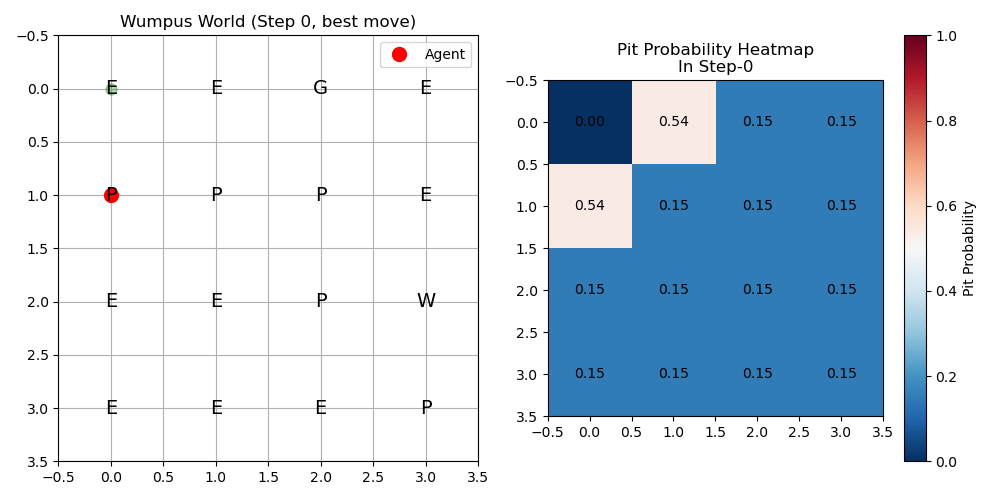 Wumpus World (Step 0, best move)
Agent
−0.5
0.0
0.5
1.0
1.5
2.0
2.5
3.0
3.5
E E G E
P P P E
E E P W
E E E P
−0.5 0.0 0.5 1.0 1.5 2.0 2.5 3.0 3.5
Pit Probability Heatmap
In Step-0
−0.5
0.0
0.5
1.0
1.5
2.0
2.5
3.0
3.5
0.00 0.54 0.15 0.15
0.54 0.15 0.15 0.15
0.15 0.15 0.15 0.15
0.15 0.15 0.15 0.15
−0.5 0.0 0.5 1.0 1.5 2.0 2.5 3.0 3.5
1.0
0.8
0.6
0.4
0.2
0.0
Pit Probability